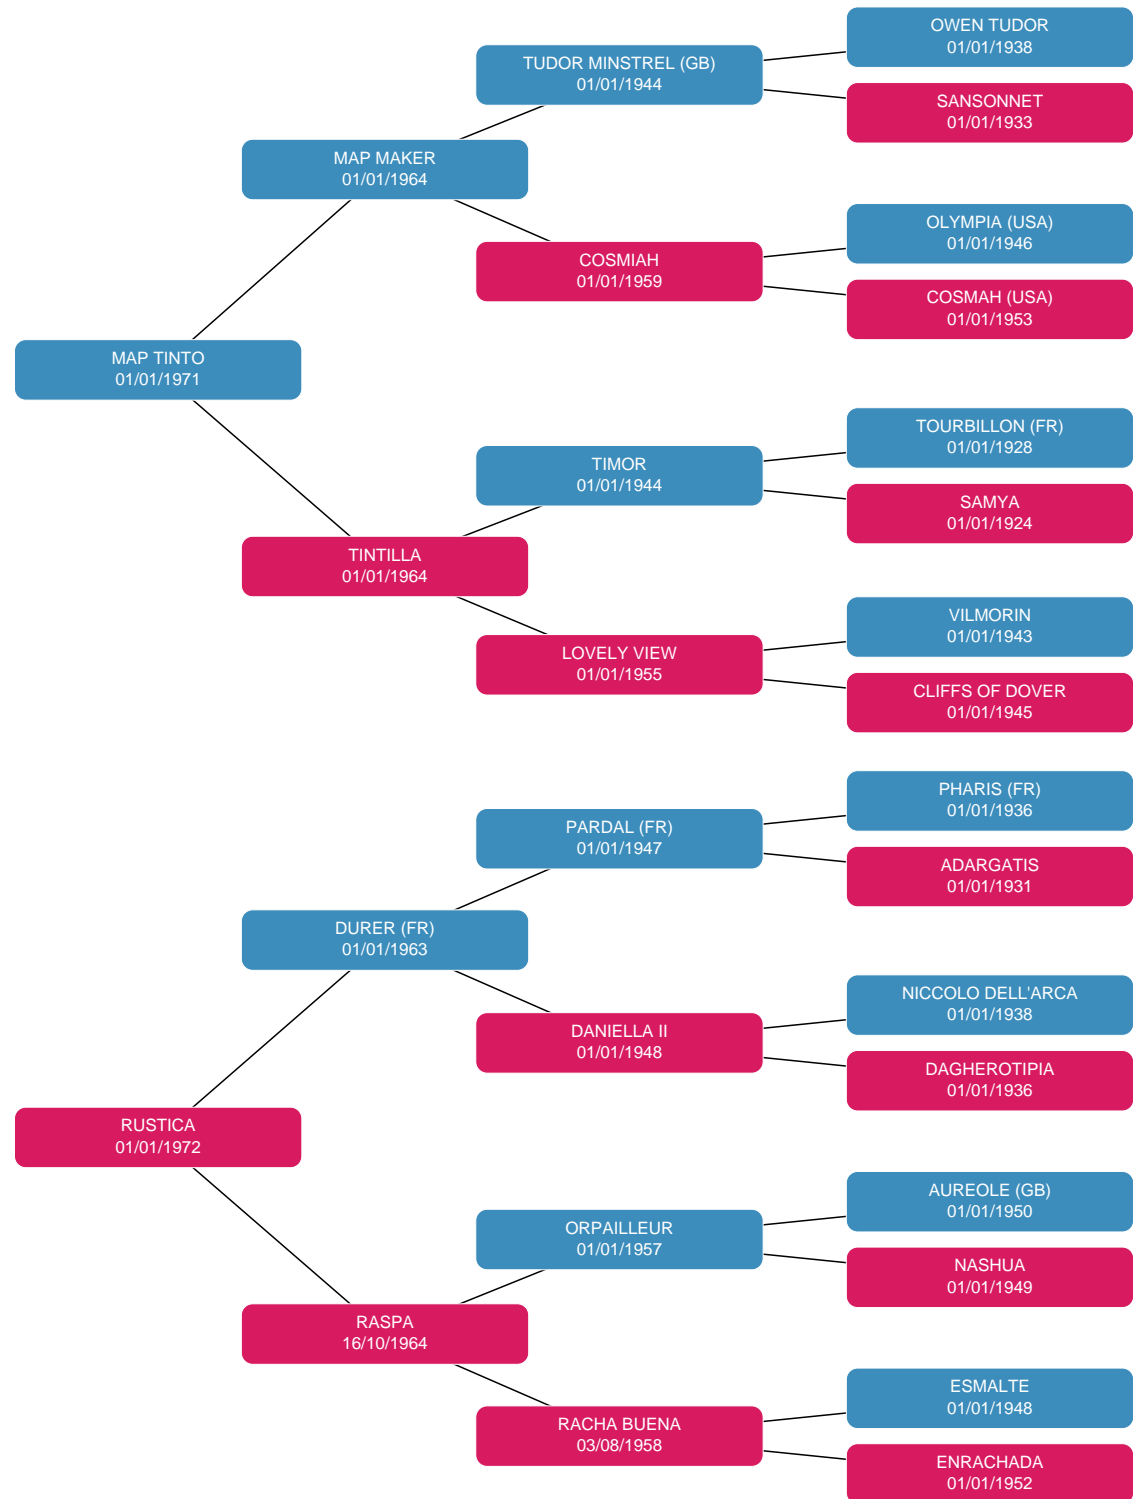 OWEN TUDOR
01/01/1938
TUDOR MINSTREL (GB)
01/01/1944
SANSONNET
01/01/1933
MAP MAKER
01/01/1964
OLYMPIA (USA)
01/01/1946
COSMIAH
01/01/1959
COSMAH (USA)
01/01/1953
MAP TINTO
01/01/1971
TOURBILLON (FR)
01/01/1928
TIMOR
01/01/1944
SAMYA
01/01/1924
TINTILLA
01/01/1964
VILMORIN
01/01/1943
LOVELY VIEW
01/01/1955
CLIFFS OF DOVER
01/01/1945
PHARIS (FR)
01/01/1936
PARDAL (FR)
01/01/1947
ADARGATIS
01/01/1931
DURER (FR)
01/01/1963
NICCOLO DELL'ARCA
01/01/1938
DANIELLA II
01/01/1948
DAGHEROTIPIA
01/01/1936
RUSTICA
01/01/1972
AUREOLE (GB)
01/01/1950
ORPAILLEUR
01/01/1957
NASHUA
01/01/1949
RASPA
16/10/1964
ESMALTE
01/01/1948
RACHA BUENA
03/08/1958
ENRACHADA
01/01/1952